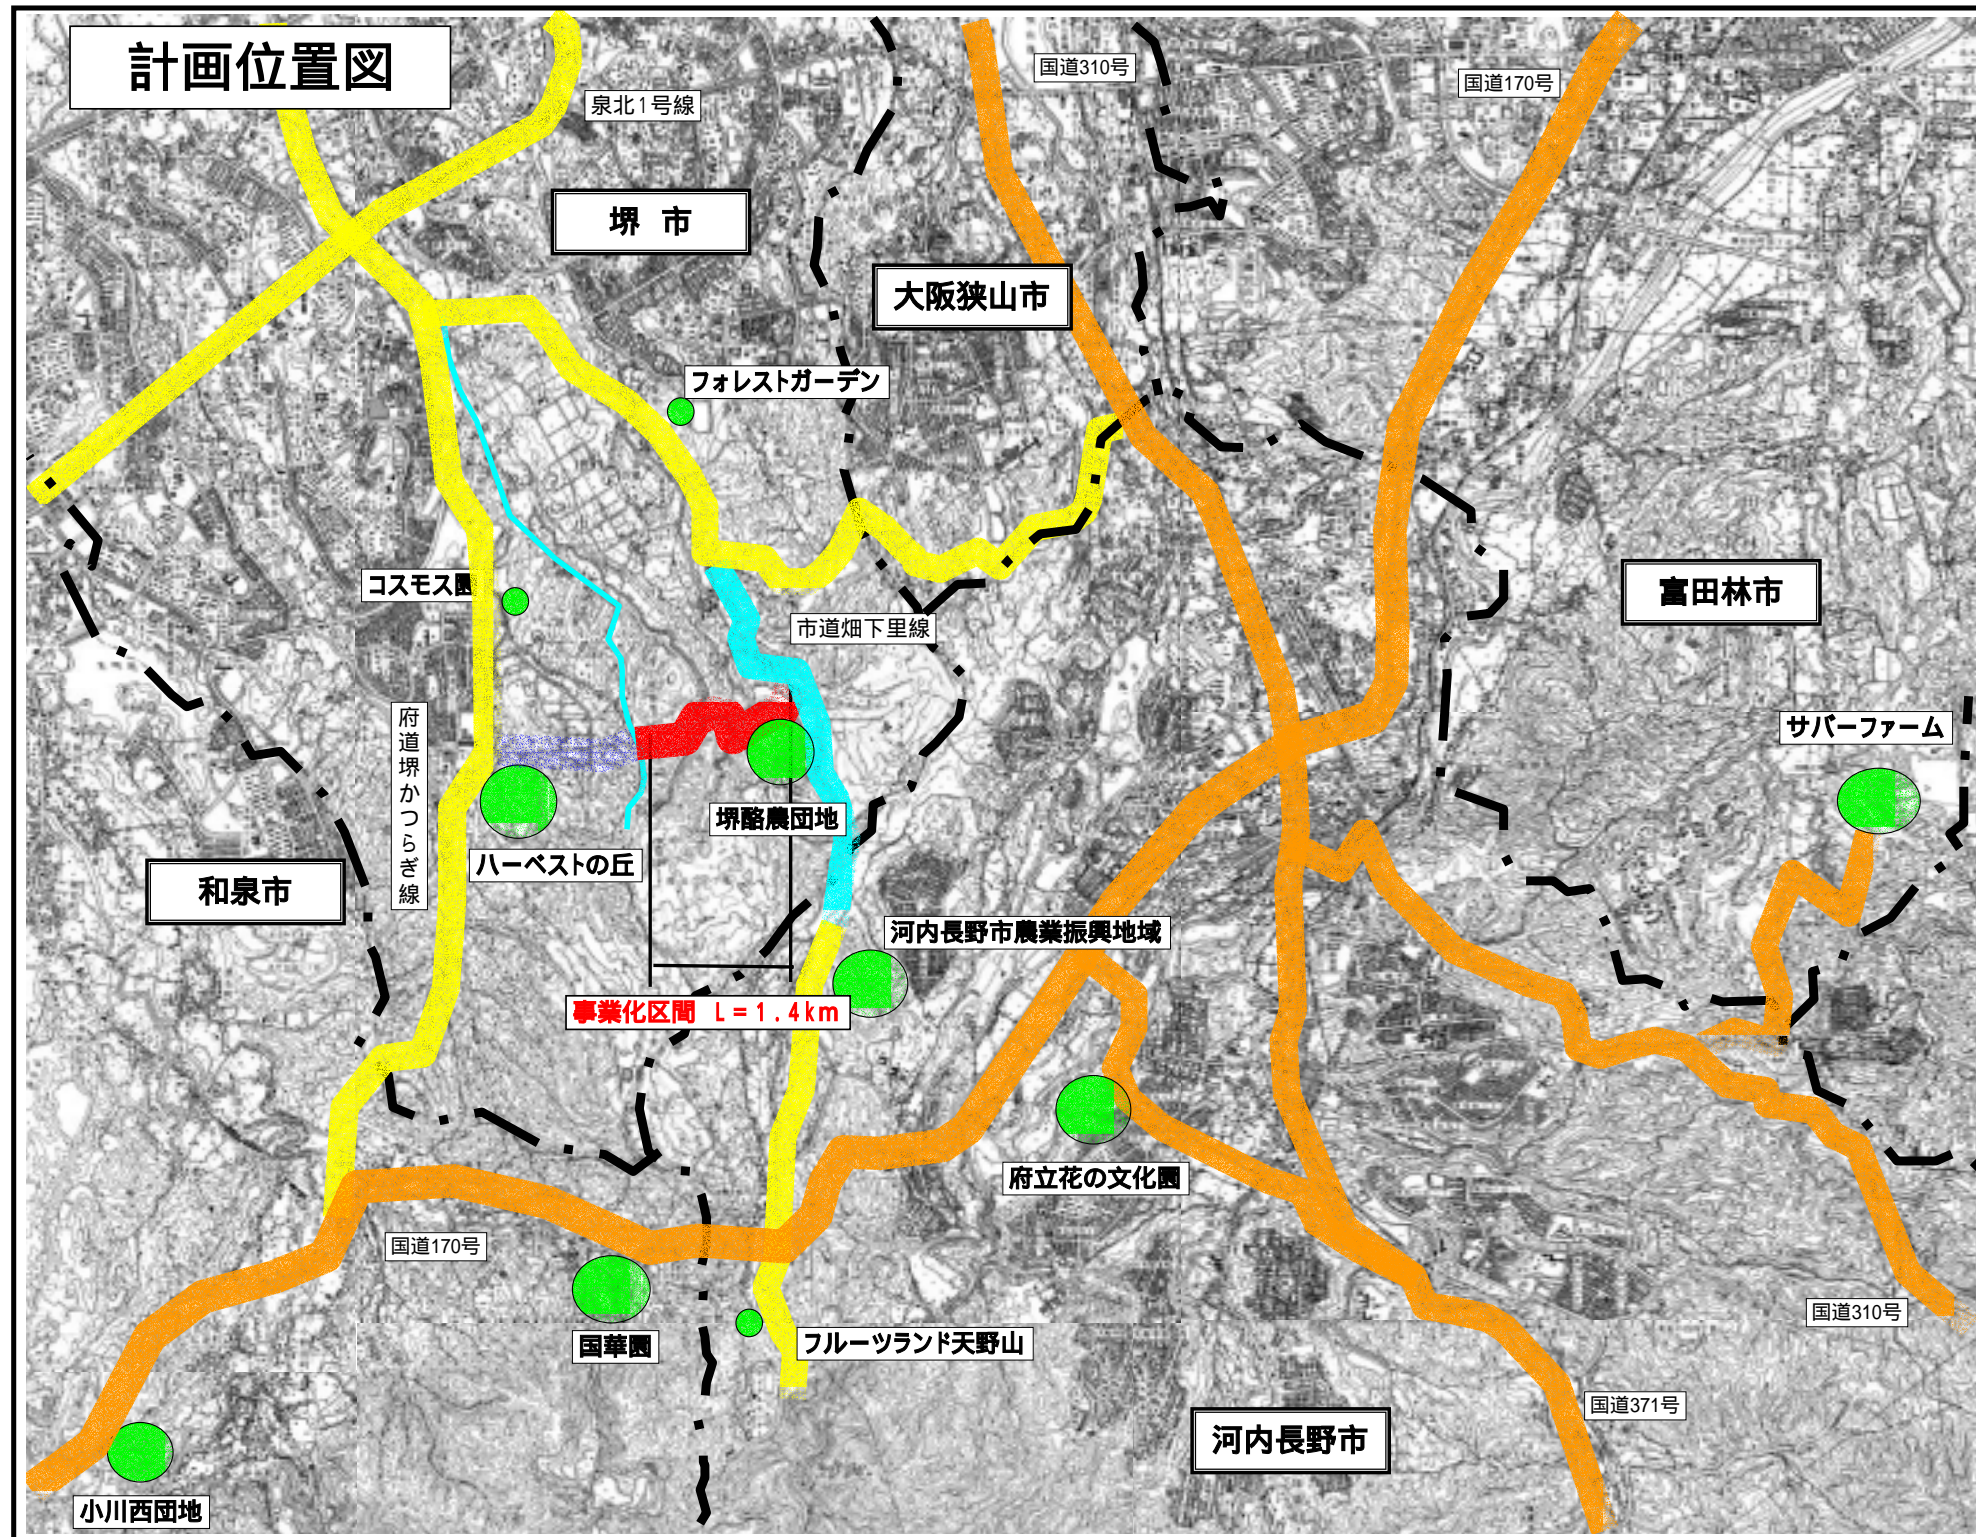 計画位置図
国道310号
国道170号
泉北1号線
堺 市
大阪狭山市
フォレストガーデン
コスモス園
富田林市
市道畑下里線
府道堺かつらぎ線
サバーファーム
堺酪農団地
ハーベストの丘
和泉市
河内長野市農業振興地域
事業化区間 L=1.4km
府立花の文化園
国道170号
国道310号
国華園
フルーツランド天野山
国道371号
河内長野市
小川西団地